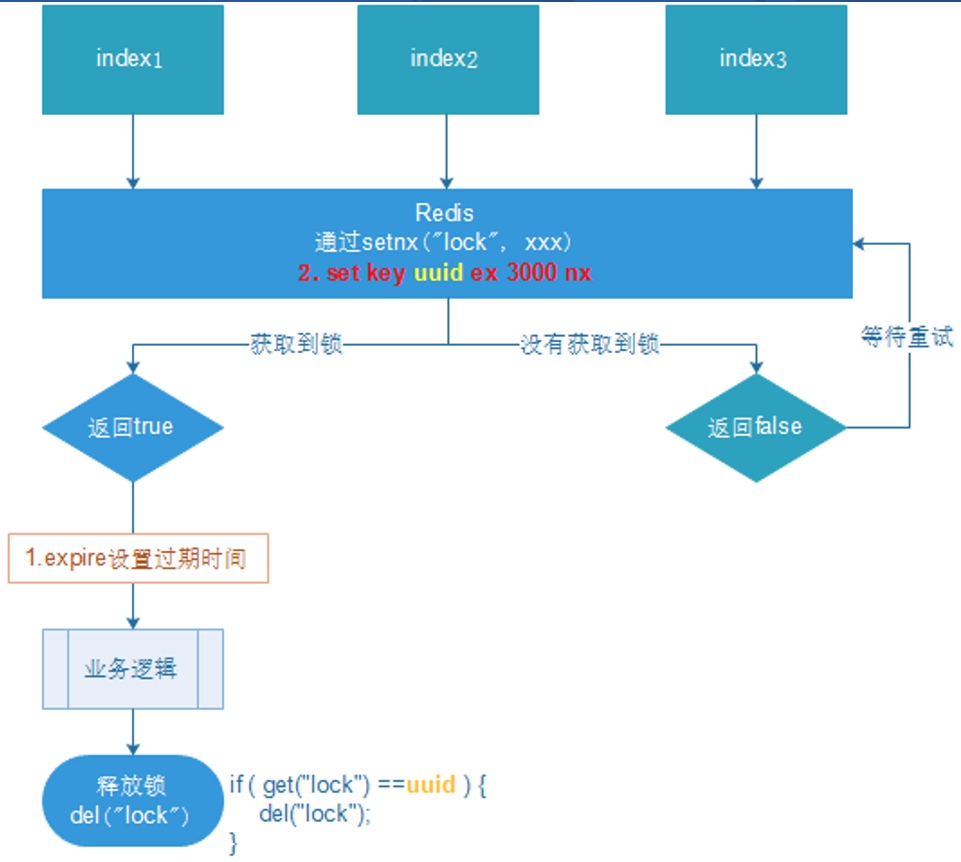 index1
index2
index3
Redis
通过setnx("lock", xxx)
2. set key uuid ex 3000 nx
获取到锁
没有获取到锁
等待重试
返回true
返回false
1.expire设置过期时间
业务逻辑
释放锁
del("lock")
if ( get("lock") ==uuid ) {
del("lock");
}